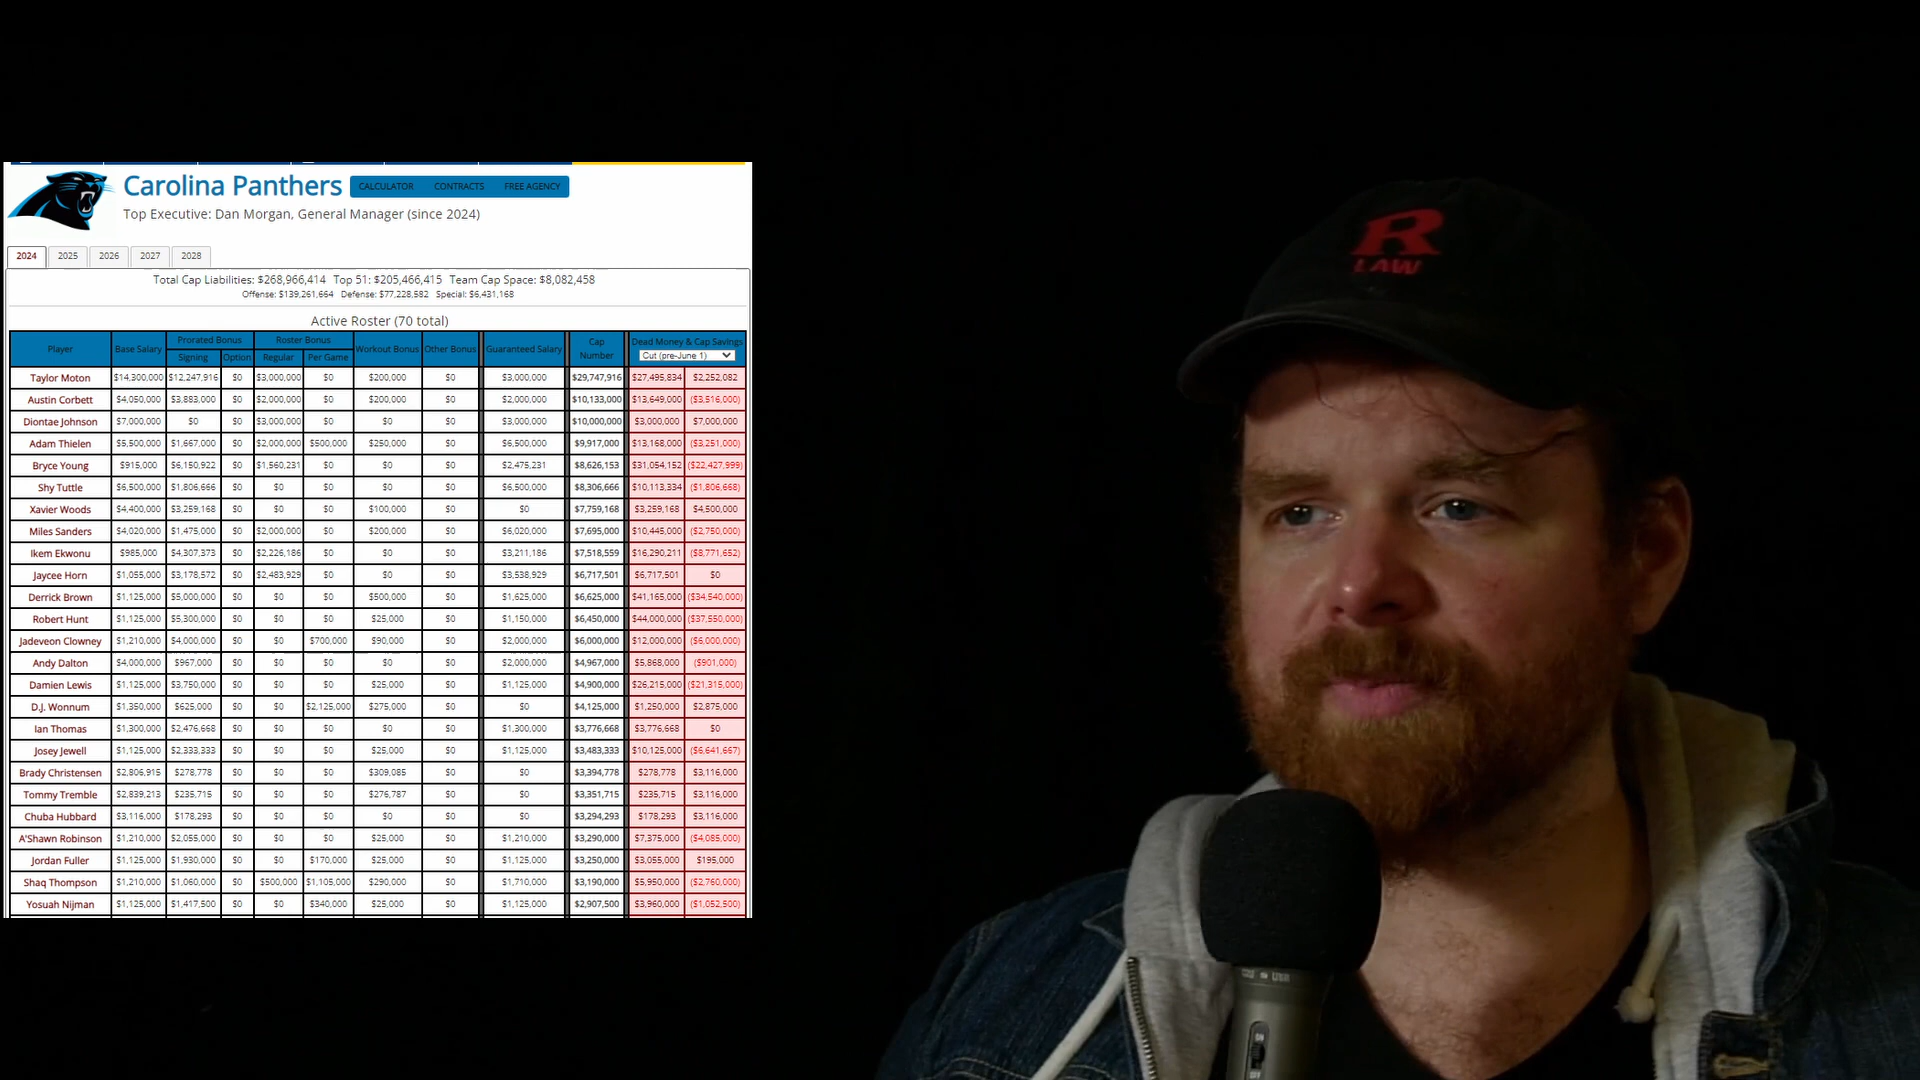 Carolina Panthers CALCULATOR CONTRACTS FREE AGENCY
Top Executive: Dan Morgan, General Manager (since 2024)
2024 2025 2026 2027 2028
Total Cap Liabilities: $268,966,414 Top 51: $205,466,415 Team Cap Space: $8,082,458
Offense: $139,261,664 Defense: $77,228,582 Special: $6,431,168
Active Roster (70 total)
Player Base Salary Prorated Bonus Roster Bonus Workout Bonus Other Bonus Guaranteed Salary Cap Number Dead Money & Cap Savings
Signing Option Regular Per Game Cut (pre-June 1)
Taylor Moton $14,300,000 $12,247,916 $0 $3,000,000 $0 $200,000 $0 $3,000,000 $29,747,916 $27,495,834 $2,252,082
Austin Corbett $4,050,000 $3,883,000 $0 $2,000,000 $0 $200,000 $0 $2,000,000 $10,133,000 $13,649,000 ($3,516,000)
Diontae Johnson $7,000,000 $0 $0 $3,000,000 $0 $0 $0 $3,000,000 $10,000,000 $3,000,000 $7,000,000
Adam Thielen $5,500,000 $1,667,000 $0 $2,000,000 $500,000 $250,000 $0 $6,500,000 $9,917,000 $13,168,000 ($3,251,000)
Bryce Young $915,000 $6,150,922 $0 $1,560,231 $0 $0 $0 $2,475,231 $8,626,153 $31,054,152 ($22,427,999)
Shy Tuttle $6,500,000 $1,806,666 $0 $0 $0 $0 $0 $6,500,000 $8,306,666 $10,113,334 ($1,806,668)
Xavier Woods $4,400,000 $3,259,168 $0 $0 $0 $100,000 $0 $0 $7,759,168 $3,259,168 $4,500,000
Miles Sanders $4,020,000 $1,475,000 $0 $2,000,000 $0 $200,000 $0 $6,020,000 $7,695,000 $10,445,000 ($2,750,000)
Ikem Ekwonu $985,000 $4,307,373 $0 $2,226,186 $0 $0 $0 $3,211,186 $7,518,559 $16,290,211 ($8,771,652)
Jaycee Horn $1,055,000 $3,178,572 $0 $2,483,929 $0 $0 $0 $3,538,929 $6,717,501 $6,717,501 $0
Derrick Brown $1,125,000 $5,000,000 $0 $0 $0 $500,000 $0 $1,625,000 $6,625,000 $41,165,000 ($34,540,000)
Robert Hunt $1,125,000 $5,300,000 $0 $0 $0 $25,000 $0 $1,150,000 $6,450,000 $44,000,000 ($37,550,000)
Jadeveon Clowney $1,210,000 $4,000,000 $0 $0 $700,000 $90,000 $0 $2,000,000 $6,000,000 $12,000,000 ($6,000,000)
Andy Dalton $4,000,000 $967,000 $0 $0 $0 $0 $0 $2,000,000 $4,967,000 $5,868,000 ($901,000)
Damien Lewis $1,125,000 $3,750,000 $0 $0 $0 $25,000 $0 $1,125,000 $4,900,000 $26,215,000 ($21,315,000)
D.J. Wonnum $1,350,000 $625,000 $0 $0 $2,125,000 $275,000 $0 $0 $4,125,000 $1,250,000 $2,875,000
Ian Thomas $1,300,000 $2,476,668 $0 $0 $0 $0 $0 $1,300,000 $3,776,668 $3,776,668 $0
Josey Jewell $1,125,000 $2,333,333 $0 $0 $0 $25,000 $0 $1,125,000 $3,483,333 $10,125,000 ($6,641,667)
Brady Christensen $2,806,915 $278,778 $0 $0 $0 $309,085 $0 $0 $3,394,778 $278,778 $3,116,000
Tommy Tremble $2,839,213 $235,715 $0 $0 $0 $276,787 $0 $0 $3,351,715 $235,715 $3,116,000
Chuba Hubbard $3,116,000 $178,293 $0 $0 $0 $0 $0 $0 $3,294,293 $178,293 $3,116,000
A'Shawn Robinson $1,210,000 $2,055,000 $0 $0 $0 $25,000 $0 $1,210,000 $3,290,000 $7,375,000 ($4,085,000)
Jordan Fuller $1,125,000 $1,930,000 $0 $0 $170,000 $25,000 $0 $1,125,000 $3,250,000 $3,055,000 $195,000
Shaq Thompson $1,210,000 $1,060,000 $0 $500,000 $1,105,000 $290,000 $0 $1,710,000 $3,190,000 $5,950,000 ($2,760,000)
Yosuah Nijman $1,125,000 $1,417,500 $0 $0 $340,000 $25,000 $0 $1,125,000 $2,907,500 $3,960,000 ($1,052,500)
R
LAW